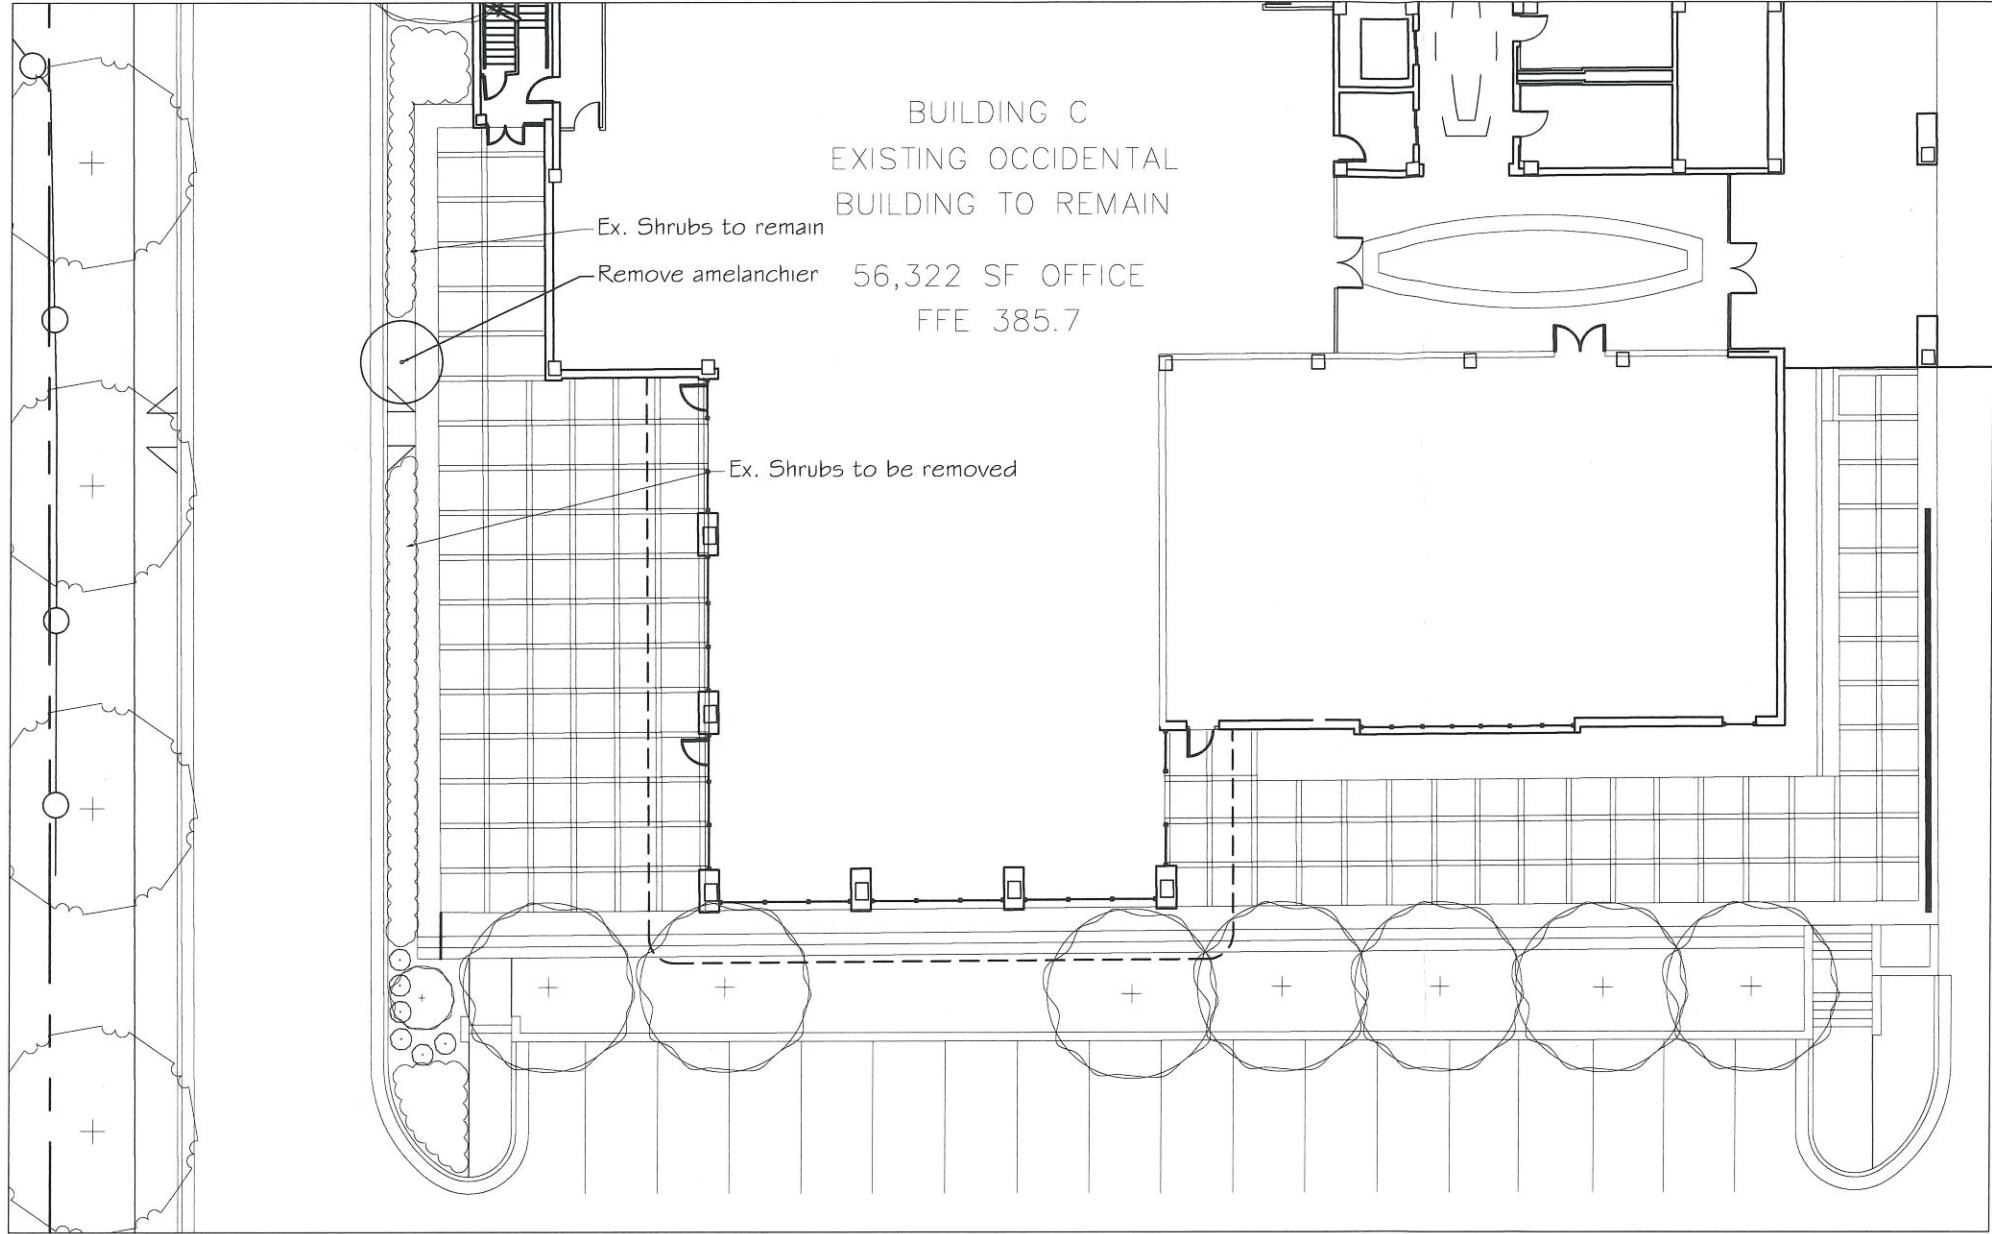 BUILDING C
EXISTING OCCIDENTAL
BUILDING TO REMAIN
Ex. Shrubs to remain
Remove amelanchier
56,322 SF OFFICE
FFE 385.7
Ex. Shrubs to be removed